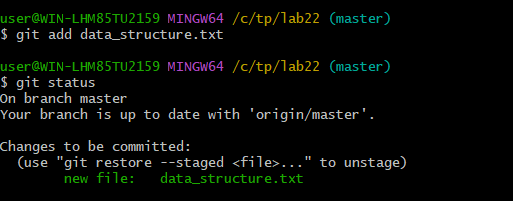 user@WIN-LHM85TU2159 MINGW64 /c/tp/lab22 (master)
$ git add data_structure.txt
user@WIN-LHM85TU2159 MINGW64 /c/tp/lab22 (master)
$ git status
On branch master
Your branch is up to date with 'origin/master'.
Changes to be committed:
  (use "git restore --staged <file>..." to unstage)
        new file:   data_structure.txt